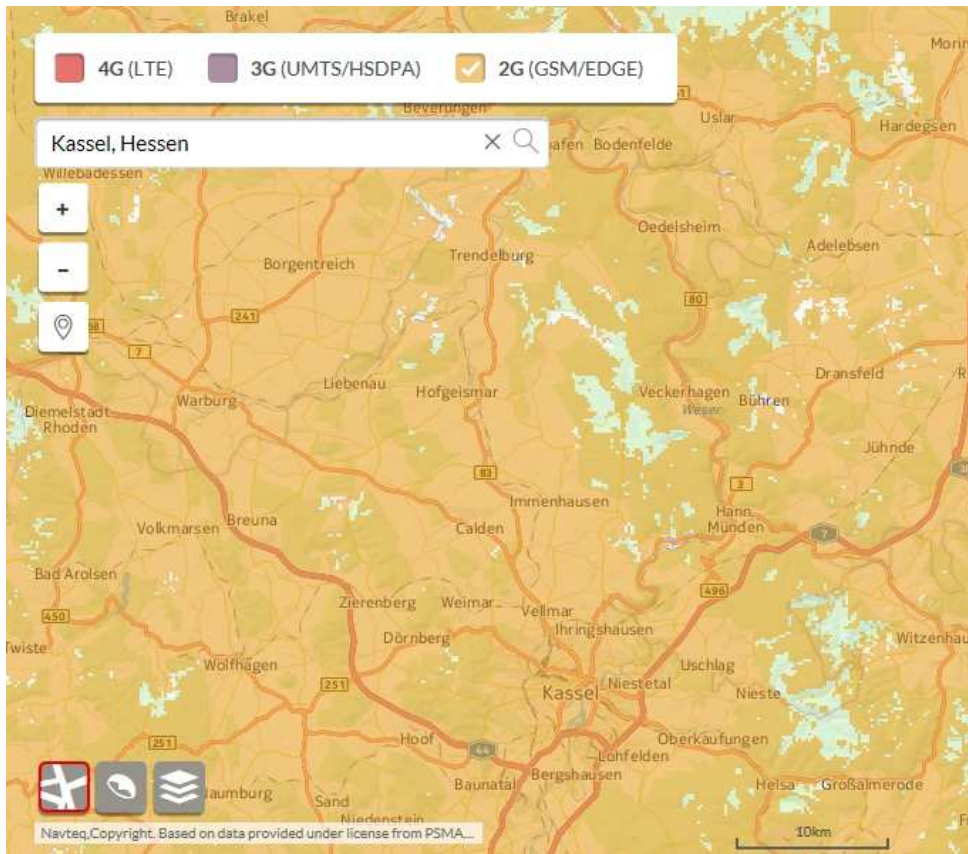 Brakel
4G (LTE) 3G (UMTS/HSDPA) 2G (GSM/EDGE)
Beverungen
Uslar
Hardegsen
Kassel, Hessen
Bodenfelde
Willebadessen
+
Oedelsheim
Adelebsen
Trendelburg
Borgentreich
-
80
241
7
Liebenau
Hofgeismar
Veckerhagen
Bühren
Dransfeld
Warburg
Weser
Diemelstadt
Rhoden
Jühnde
83
3
Immenhausen
Volkmarsen
Breuna
Calden
Hann.
Münden
7
Bad Arolsen
496
Zierenberg
Weimar
Vellmar
450
Ihringshausen
Dörnberg
Twiste
Wolfhagen
Uschlag
251
Kassel
Niestetal
Nieste
Hoof
44
Oberkaufungen
251
Lohfelden
Bergshausen
Baunatal
Helsa
Großalmerode
Sand
Niedenstein
Navteq,Copyright. Based on data provided under license from PSMA...
10km